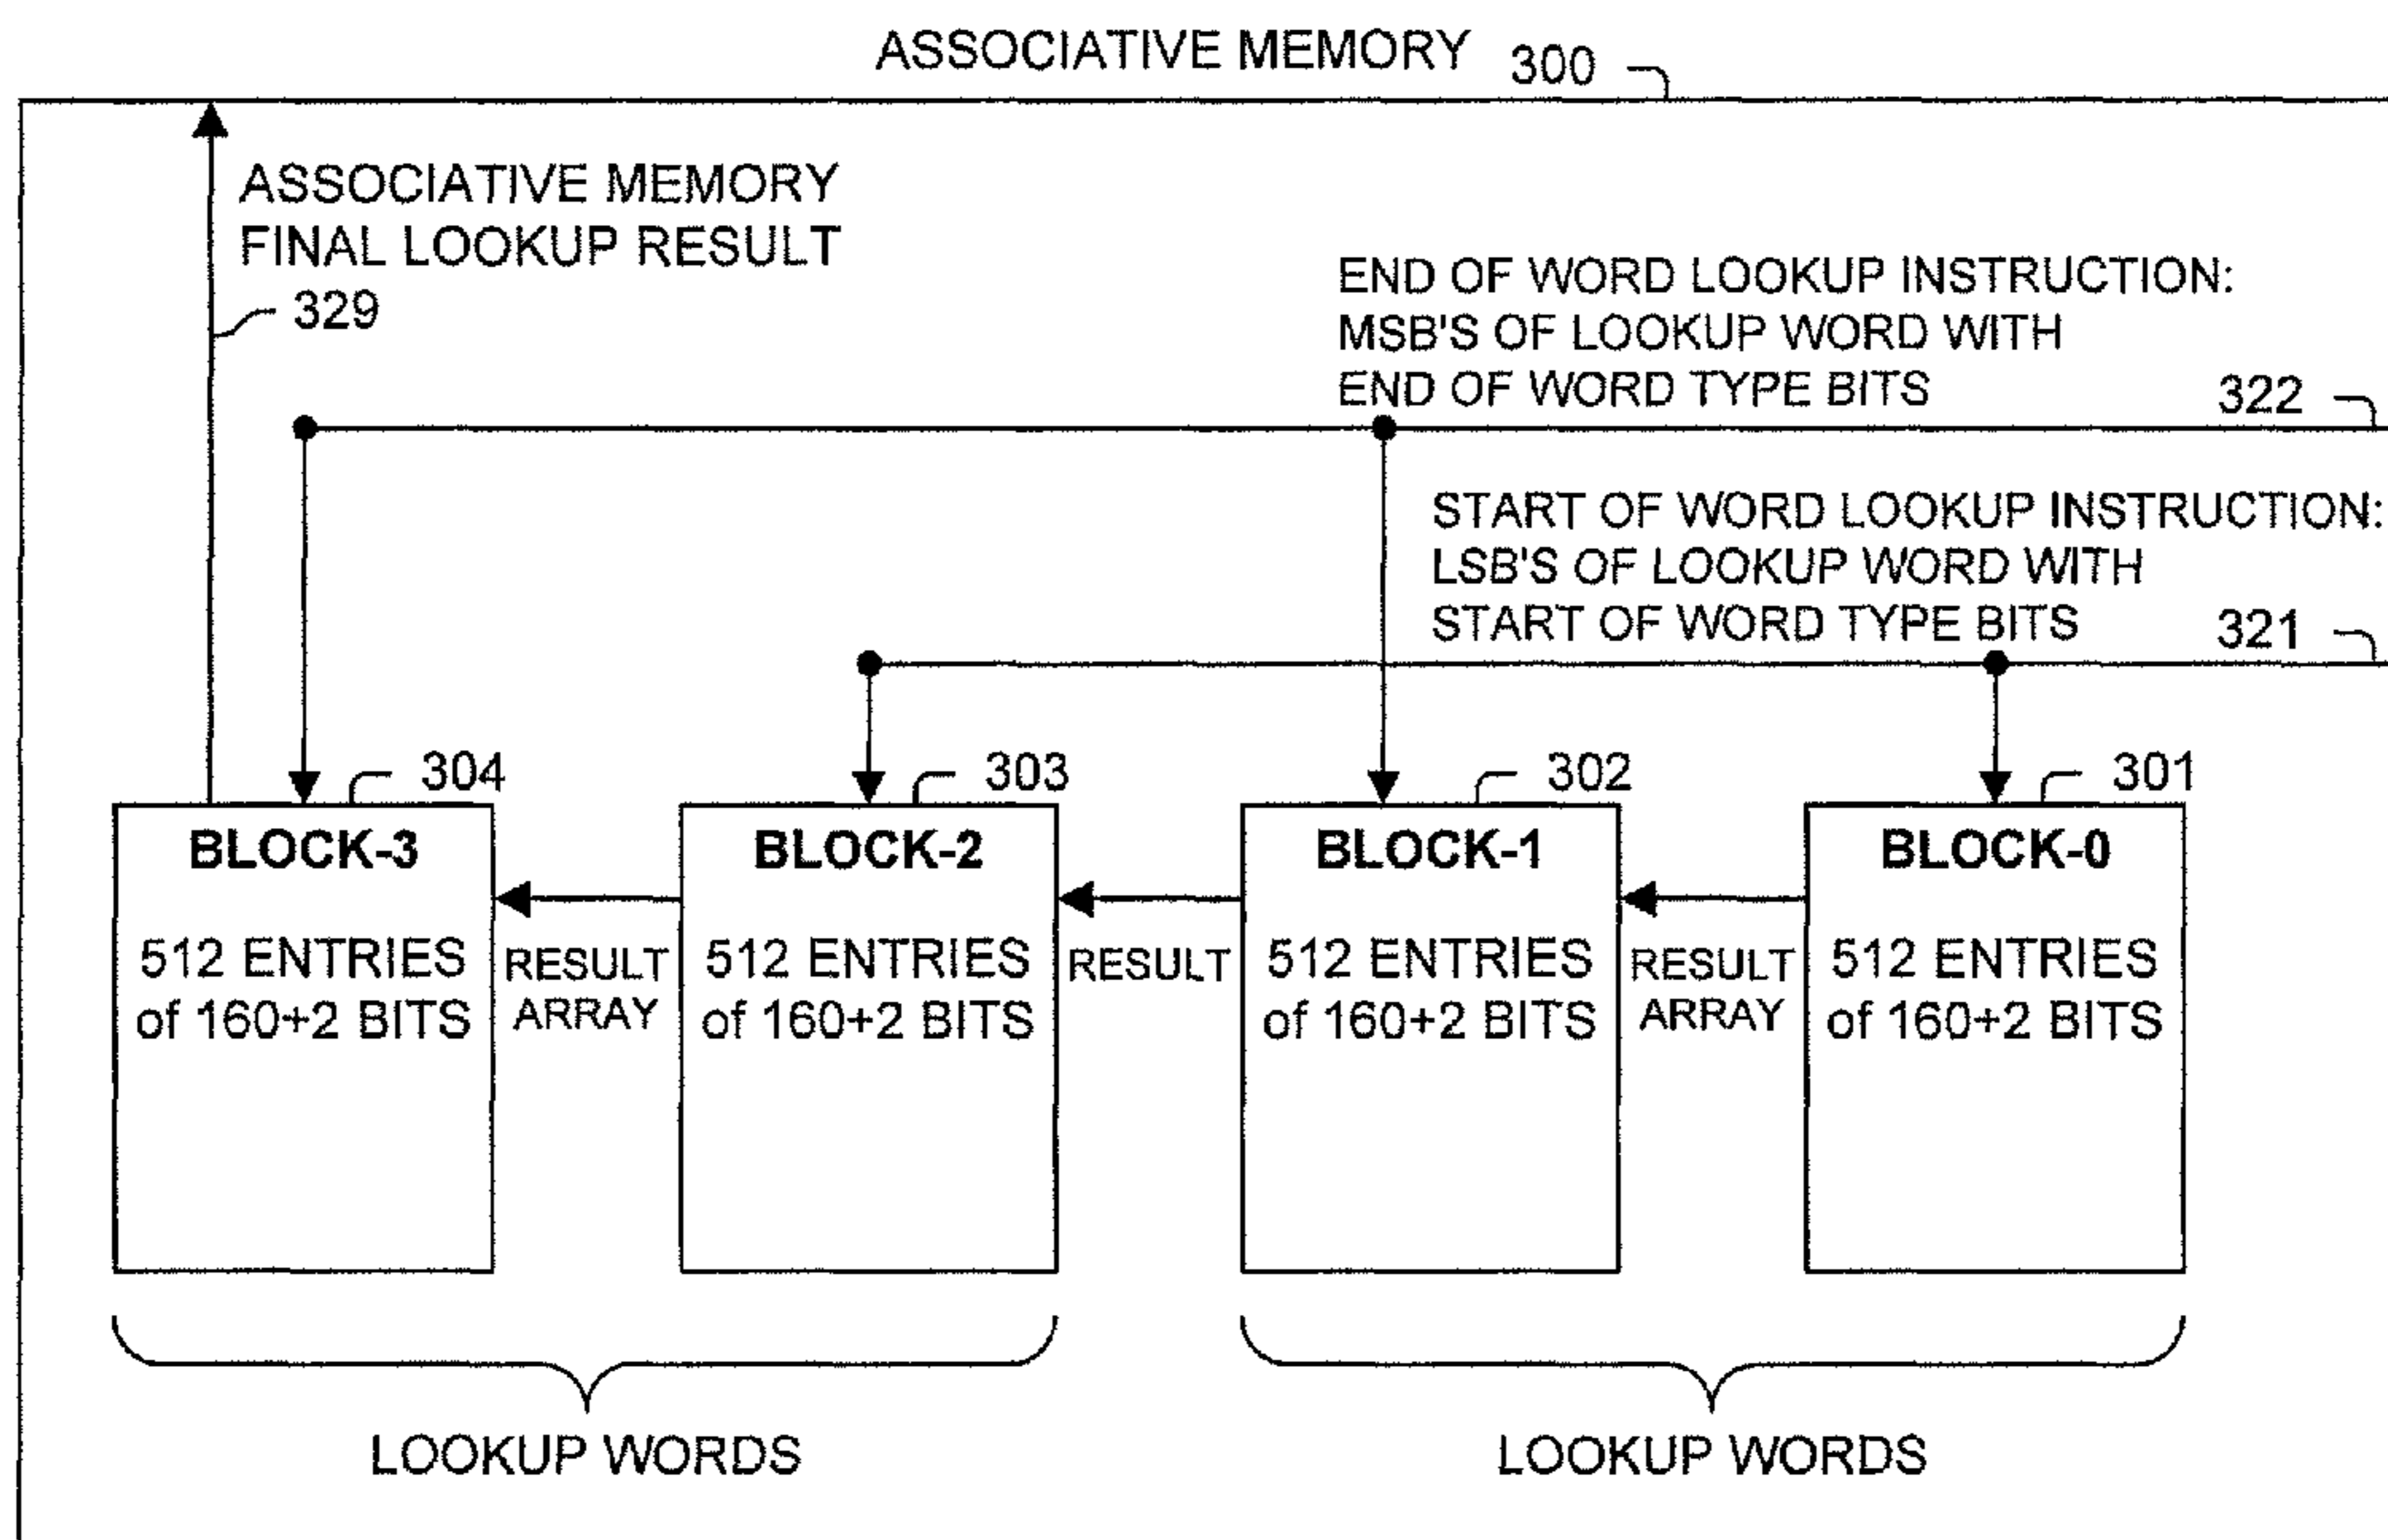 ASSOCIATIVE MEMORY 300
ASSOCIATIVE MEMORY
FINAL LOOKUP RESULT
329
END OF WORD LOOKUP INSTRUCTION:
MSB'S OF LOOKUP WORD WITH
END OF WORD TYPE BITS
322
START OF WORD LOOKUP INSTRUCTION:
LSB'S OF LOOKUP WORD WITH
START OF WORD TYPE BITS
321
304
303
302
301
BLOCK-3
512 ENTRIES
of 160+2 BITS
RESULT
ARRAY
BLOCK-2
512 ENTRIES
of 160+2 BITS
RESULT
BLOCK-1
512 ENTRIES
of 160+2 BITS
RESULT
ARRAY
BLOCK-0
512 ENTRIES
of 160+2 BITS
LOOKUP WORDS
LOOKUP WORDS